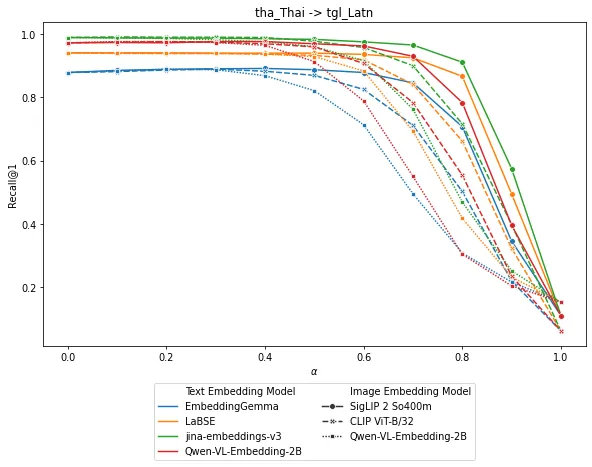 tha_Thai -> tgl_Latn
Recall@1
1.0
0.8
0.6
0.4
0.2
0.0 0.2 0.4 0.6 0.8 1.0
α
Text Embedding Model Image Embedding Model
EmbeddingGemma SigLIP 2 So400m
LaBSE CLIP ViT-B/32
jina-embeddings-v3 Qwen-VL-Embedding-2B
Qwen-VL-Embedding-2B